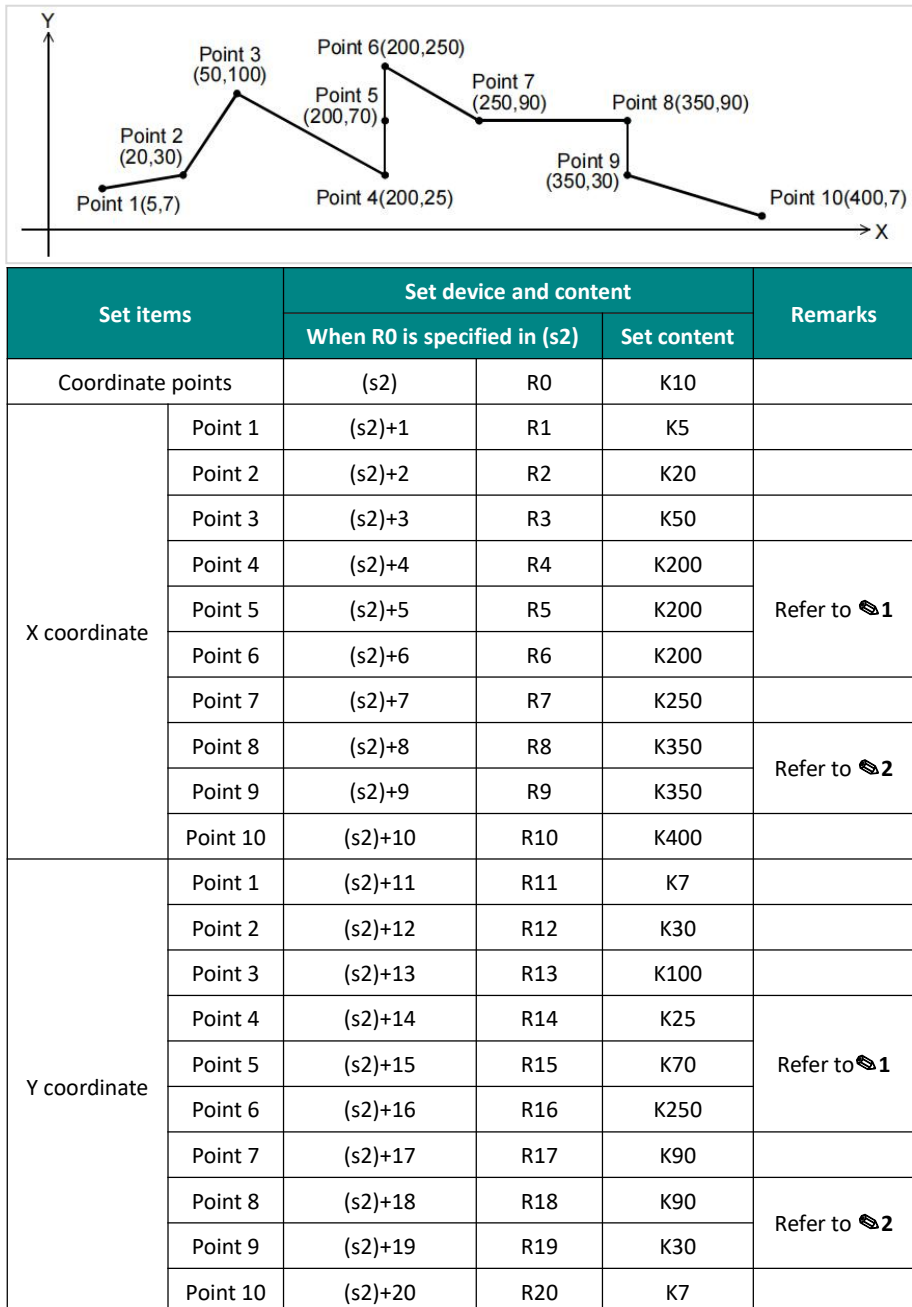 Y
Point 3
(50,100)
Point 6(200,250)
Point 5
(200,70)
Point 7
(250,90)
Point 8(350,90)
Point 2
(20,30)
Point 9
(350,30)
Point 1(5,7)
Point 4(200,25)
Point 10(400,7)
X
Set items Set device and content Remarks
When R0 is specified in (s2) Set content
Coordinate points (s2) R0 K10
X coordinate
Point 1 (s2)+1 R1 K5
Point 2 (s2)+2 R2 K20
Point 3 (s2)+3 R3 K50
Point 4 (s2)+4 R4 K200
Point 5 (s2)+5 R5 K200 Refer to ✎1
Point 6 (s2)+6 R6 K200
Point 7 (s2)+7 R7 K250
Point 8 (s2)+8 R8 K350 Refer to ✎2
Point 9 (s2)+9 R9 K350
Point 10 (s2)+10 R10 K400
Y coordinate
Point 1 (s2)+11 R11 K7
Point 2 (s2)+12 R12 K30
Point 3 (s2)+13 R13 K100
Point 4 (s2)+14 R14 K25
Point 5 (s2)+15 R15 K70 Refer to✎1
Point 6 (s2)+16 R16 K250
Point 7 (s2)+17 R17 K90
Point 8 (s2)+18 R18 K90 Refer to ✎2
Point 9 (s2)+19 R19 K30
Point 10 (s2)+20 R20 K7